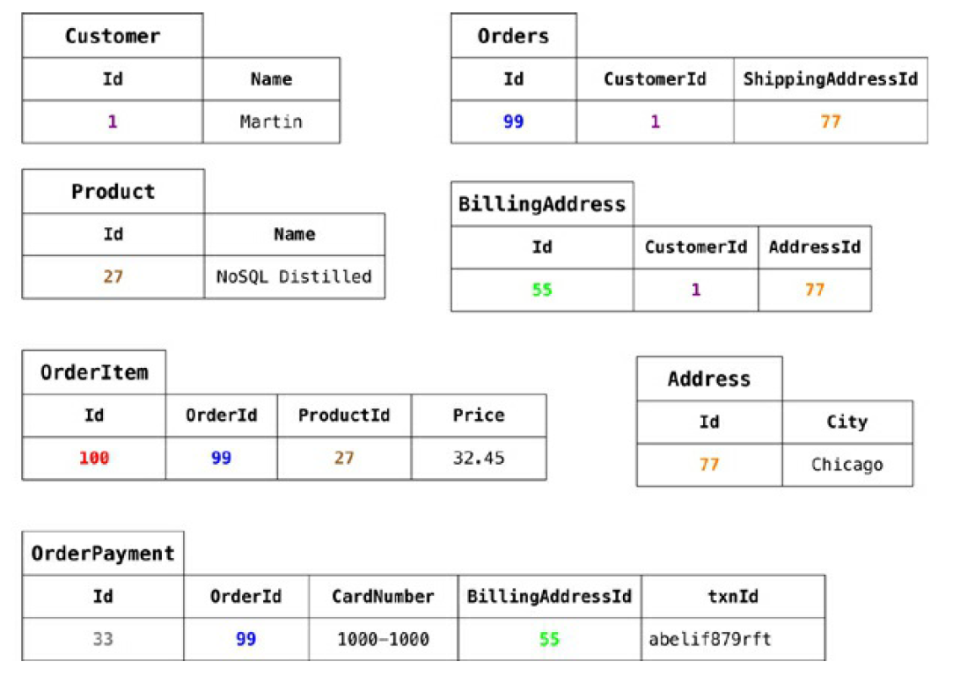 Customer
Id Name
1 Martin
Orders
Id CustomerId ShippingAddressId
99 1 77
Product
Id Name
27 NoSQL Distilled
BillingAddress
Id CustomerId AddressId
55 1 77
OrderItem
Id OrderId ProductId Price
100 99 27 32.45
Address
Id City
77 Chicago
OrderPayment
Id OrderId CardNumber BillingAddressId txnId
33 99 1000-1000 55 abelif879rft